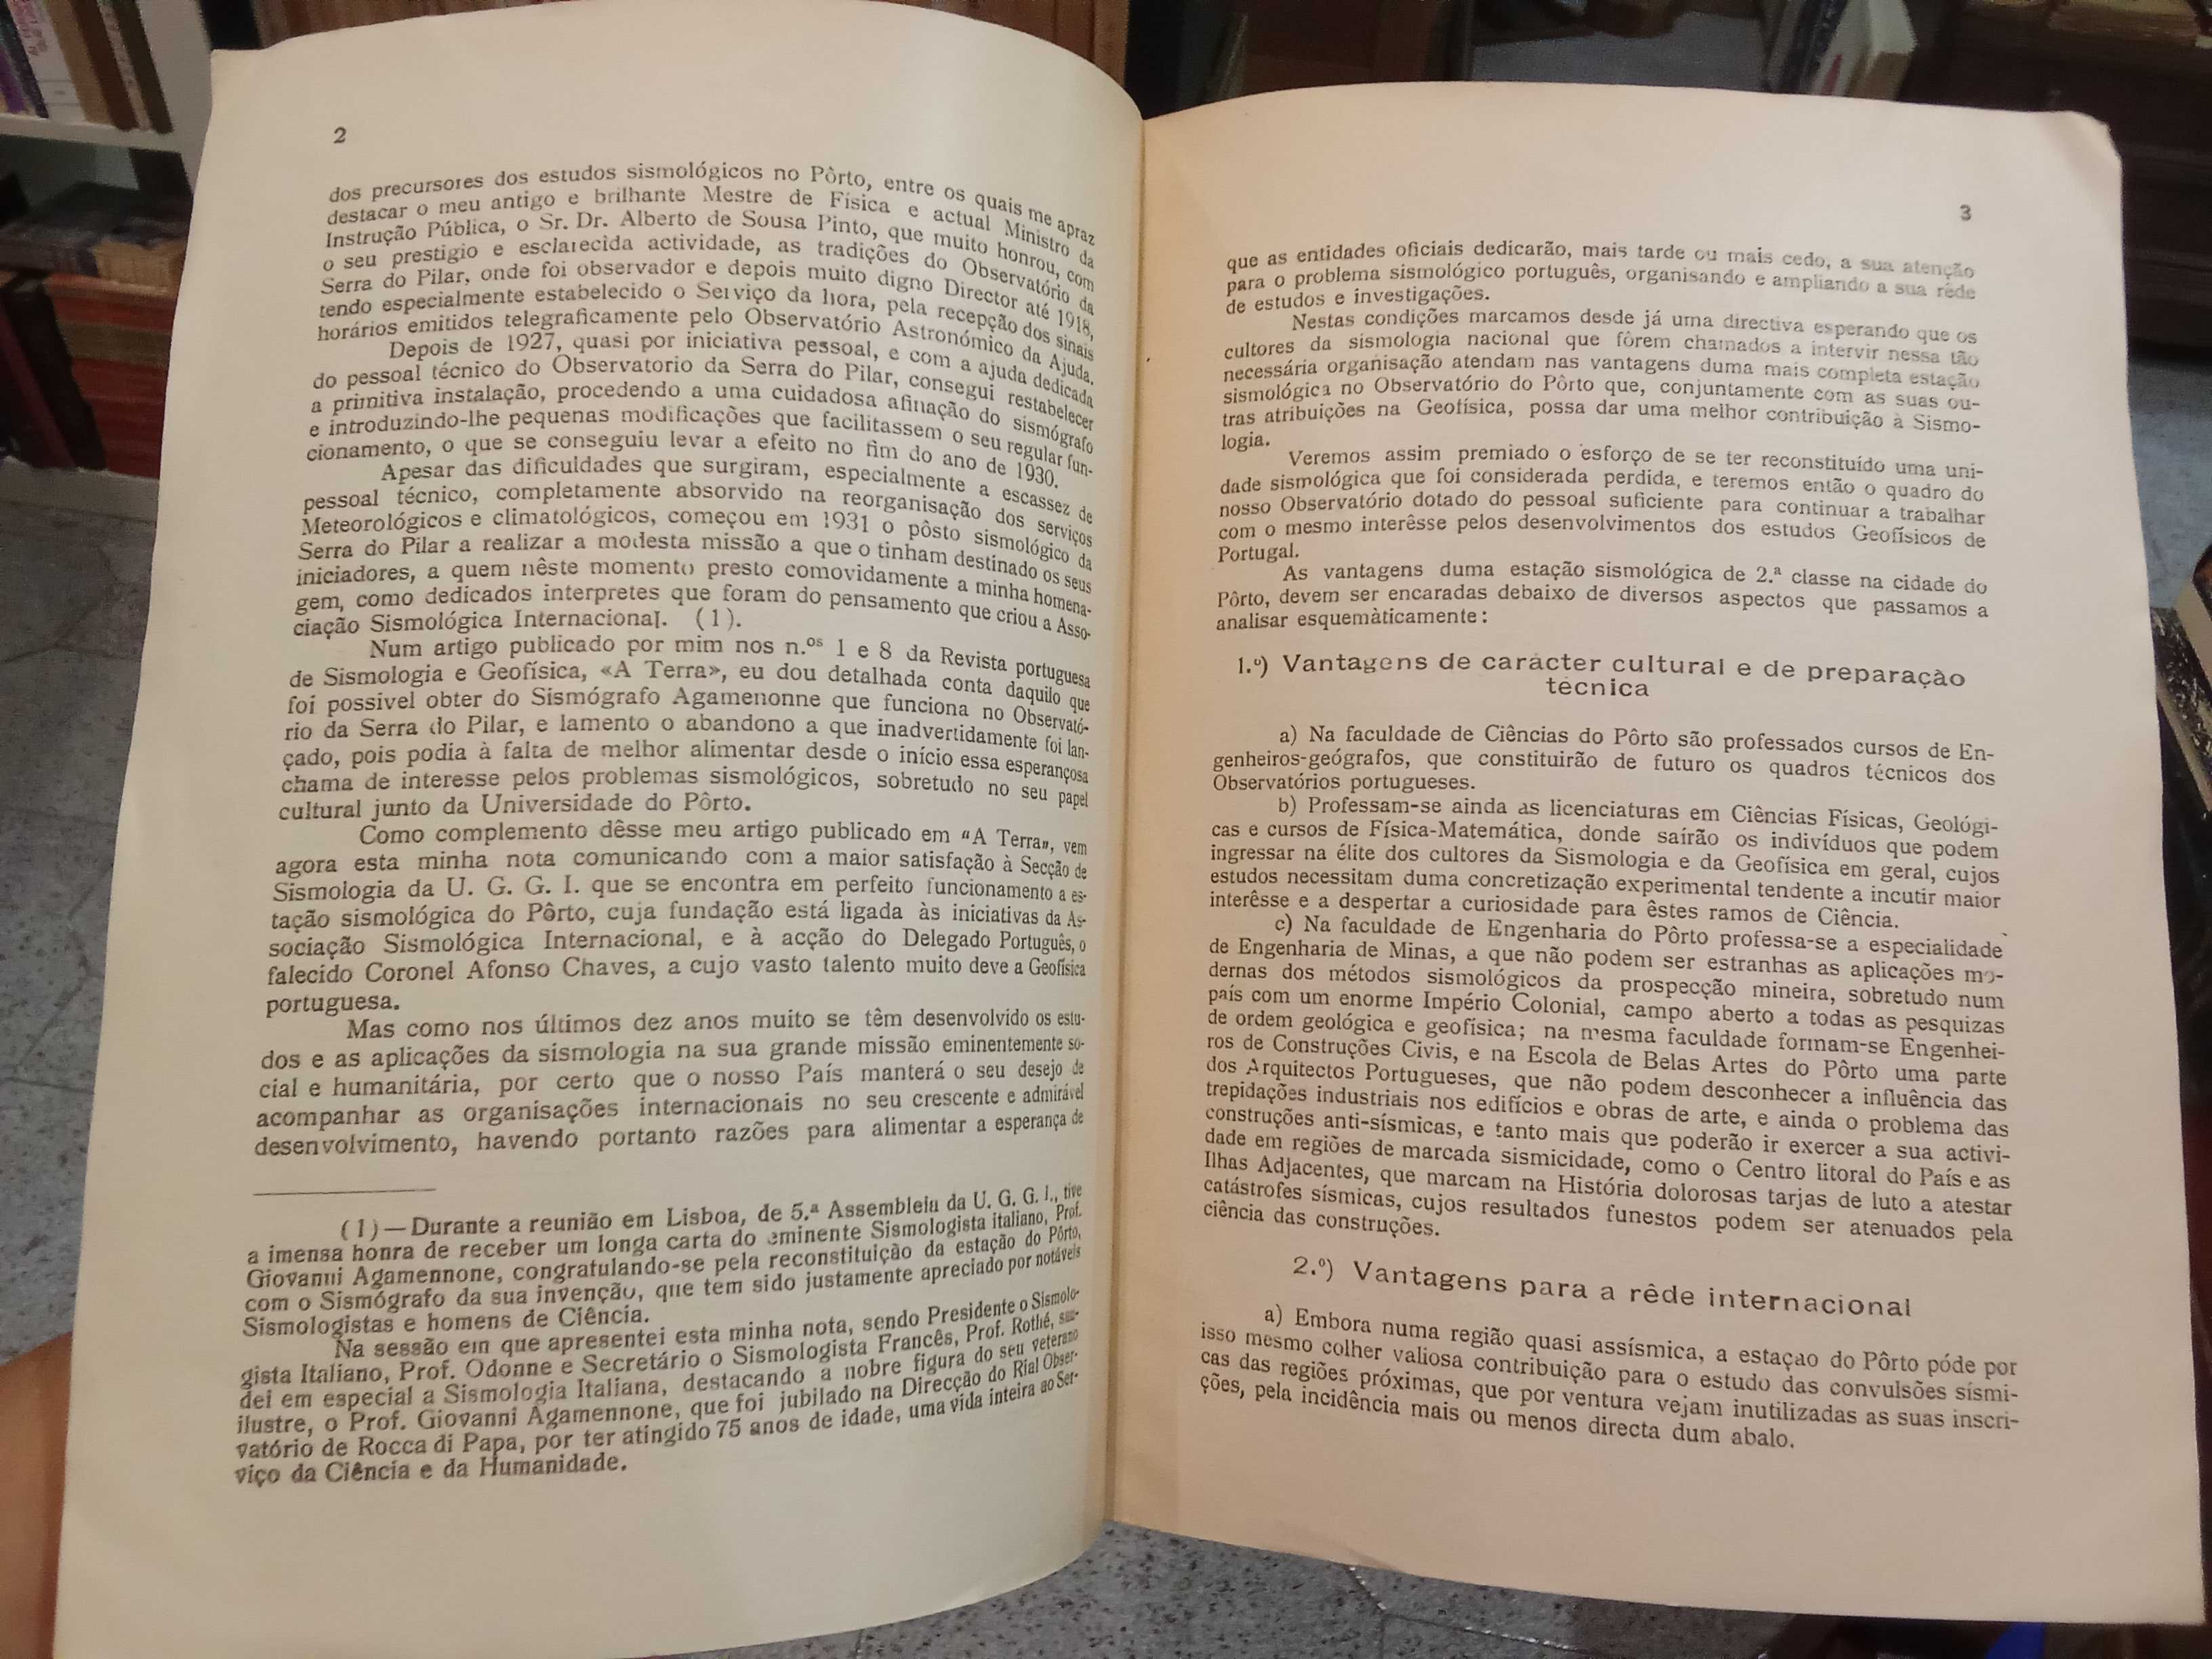 2
dos precursores dos estudos sismológicos no Pôrto, entre os quais me apraz
destacar o meu antigo e brilhante Mestre de Física e actual Ministro da
Instrução Pública, o Sr. Dr. Alberto de Sousa Pinto, que muito honrou, com
o seu prestigio e esclarecida actividade, as tradições do Observatório da
Serra do Pilar, onde foi observador e depois muito digno Director até 1918,
tendo especialmente estabelecido o Serviço da hora, pela recepção dos sinais
horários emitidos telegraficamente pelo Observatório Astronómico da Ajuda.
Depois de 1927, quasi por iniciativa pessoal, e com a ajuda dedicada
do pessoal técnico do Observatorio da Serra do Pilar, consegui restabelecer
a primitiva instalação, procedendo a uma cuidadosa afinação do sismógrafo
e introduzindo-lhe pequenas modificações que facilitassem o seu regular fun-
cionamento, o que se conseguiu levar a efeito no fim do ano de 1930.
Apesar das dificuldades que surgiram, especialmente a escassez de
pessoal técnico, completamente absorvido na reorganisação dos serviços
Meteorológicos e climatológicos, começou em 1931 o pôsto sismológico da
Serra do Pilar a realizar a modesta missão a que o tinham destinado os seus
iniciadores, a quem nêste momento presto comovidamente a minha homena-
gem, como dedicados interpretes que foram do pensamento que criou a Asso-
ciação Sismológica Internacional. (1).
Num artigo publicado por mim nos n.os 1 e 8 da Revista portuguesa
de Sismologia e Geofísica, «A Terra», eu dou detalhada conta daquilo que
foi possivel obter do Sismógrafo Agamenonne que funciona no Observató-
rio da Serra do Pilar, e lamento o abandono a que inadvertidamente foi lan-
çado, pois podia à falta de melhor alimentar desde o início essa esperançosa
chama de interesse pelos problemas sismológicos, sobretudo no seu papel
cultural junto da Universidade do Pôrto.
Como complemento dêsse meu artigo publicado em "A Terra", vem
agora esta minha nota comunicando com a maior satisfação à Secção de
Sismologia da U. G. G. I. que se encontra em perfeito funcionamento a es-
tação sismológica do Pôrto, cuja fundação está ligada às iniciativas da As-
sociação Sismológica Internacional, e à acção do Delegado Português, o
falecido Coronel Afonso Chaves, a cujo vasto talento muito deve a Geofísica
portuguesa.
Mas como nos últimos dez anos muito se têm desenvolvido os estu-
dos e as aplicações da sismologia na sua grande missão eminentemente so-
cial e humanitária, por certo que o nosso País manterá o seu desejo de
acompanhar as organisações internacionais no seu crescente e admirável
desenvolvimento, havendo portanto razões para alimentar a esperança de
(1)—Durante a reunião em Lisboa, de 5.ª Assembleia da U. G. G. I., tive
a imensa honra de receber um longa carta do eminente Sismologista italiano, Prof.
Giovanni Agamennone, congratulando-se pela reconstituição da estação do Pôrto,
com o Sismógrafo da sua invenção, que tem sido justamente apreciado por notáveis
Sismologistas e homens de Ciência.
Na sessão em que apresentei esta minha nota, sendo Presidente o Sismolo-
gista Italiano, Prof. Odonne e Secretário o Sismologista Francês, Prof. Rothé, sau-
dei em especial a Sismologia Italiana, destacando a nobre figura do seu veterano
ilustre, o Prof. Giovanni Agamennone, que foi jubilado na Direcção do Rial Obser-
vatório de Rocca di Papa, por ter atingido 75 anos de idade, uma vida inteira ao Ser-
viço da Ciência e da Humanidade.
3
que as entidades oficiais dedicarão, mais tarde ou mais cedo, a sua atenção
para o problema sismológico português, organisando e ampliando a sua rêde
de estudos e investigações.
Nestas condições marcamos desde já uma directiva esperando que os
cultores da sismologia nacional que fôrem chamados a intervir nessa tão
necessária organisação atendam nas vantagens duma mais completa estação
sismológica no Observatório do Pôrto que, conjuntamente com as suas ou-
tras atribuições na Geofísica, possa dar uma melhor contribuição à Sismo-
logia.
Veremos assim premiado o esforço de se ter reconstituído uma uni-
dade sismológica que foi considerada perdida, e teremos então o quadro do
nosso Observatório dotado do pessoal suficiente para continuar a trabalhar
com o mesmo interêsse pelos desenvolvimentos dos estudos Geofísicos de
Portugal.
As vantagens duma estação sismológica de 2.ª classe na cidade do
Pôrto, devem ser encaradas debaixo de diversos aspectos que passamos a
analisar esquemàticamente:
1.º) Vantagens de carácter cultural e de preparação
técnica
a) Na faculdade de Ciências do Pôrto são professados cursos de En-
genheiros-geógrafos, que constituirão de futuro os quadros técnicos dos
Observatórios portugueses.
b) Professam-se ainda as licenciaturas em Ciências Físicas, Geológi-
cas e cursos de Física-Matemática, donde saírão os indivíduos que podem
ingressar na élite dos cultores da Sismologia e da Geofísica em geral, cujos
estudos necessitam duma concretização experimental tendente a incutir maior
interêsse e a despertar a curiosidade para êstes ramos de Ciência.
c) Na faculdade de Engenharia do Pôrto professa-se a especialidade
de Engenharia de Minas, a que não podem ser estranhas as aplicações mo-
dernas dos métodos sismológicos da prospecção mineira, sobretudo num
país com um enorme Império Colonial, campo aberto a todas as pesquizas
de ordem geológica e geofísica; na mesma faculdade formam-se Engenhei-
ros de Construções Civis, e na Escola de Belas Artes do Pôrto uma parte
dos Arquitectos Portugueses, que não podem desconhecer a influência das
trepidações industriais nos edifícios e obras de arte, e ainda o problema das
construções anti-sísmicas, e tanto mais que poderão ir exercer a sua activi-
dade em regiões de marcada sismicidade, como o Centro litoral do País e as
Ilhas Adjacentes, que marcam na História dolorosas tarjas de luto a atestar
catástrofes sísmicas, cujos resultados funestos podem ser atenuados pela
ciência das construções.
2.º) Vantagens para a rêde internacional
a) Embora numa região quasi assísmica, a estação do Pôrto póde por
isso mesmo colher valiosa contribuição para o estudo das convulsões sísmi-
cas das regiões próximas, que por ventura vejam inutilizadas as suas inscri-
ções, pela incidência mais ou menos directa dum abalo.